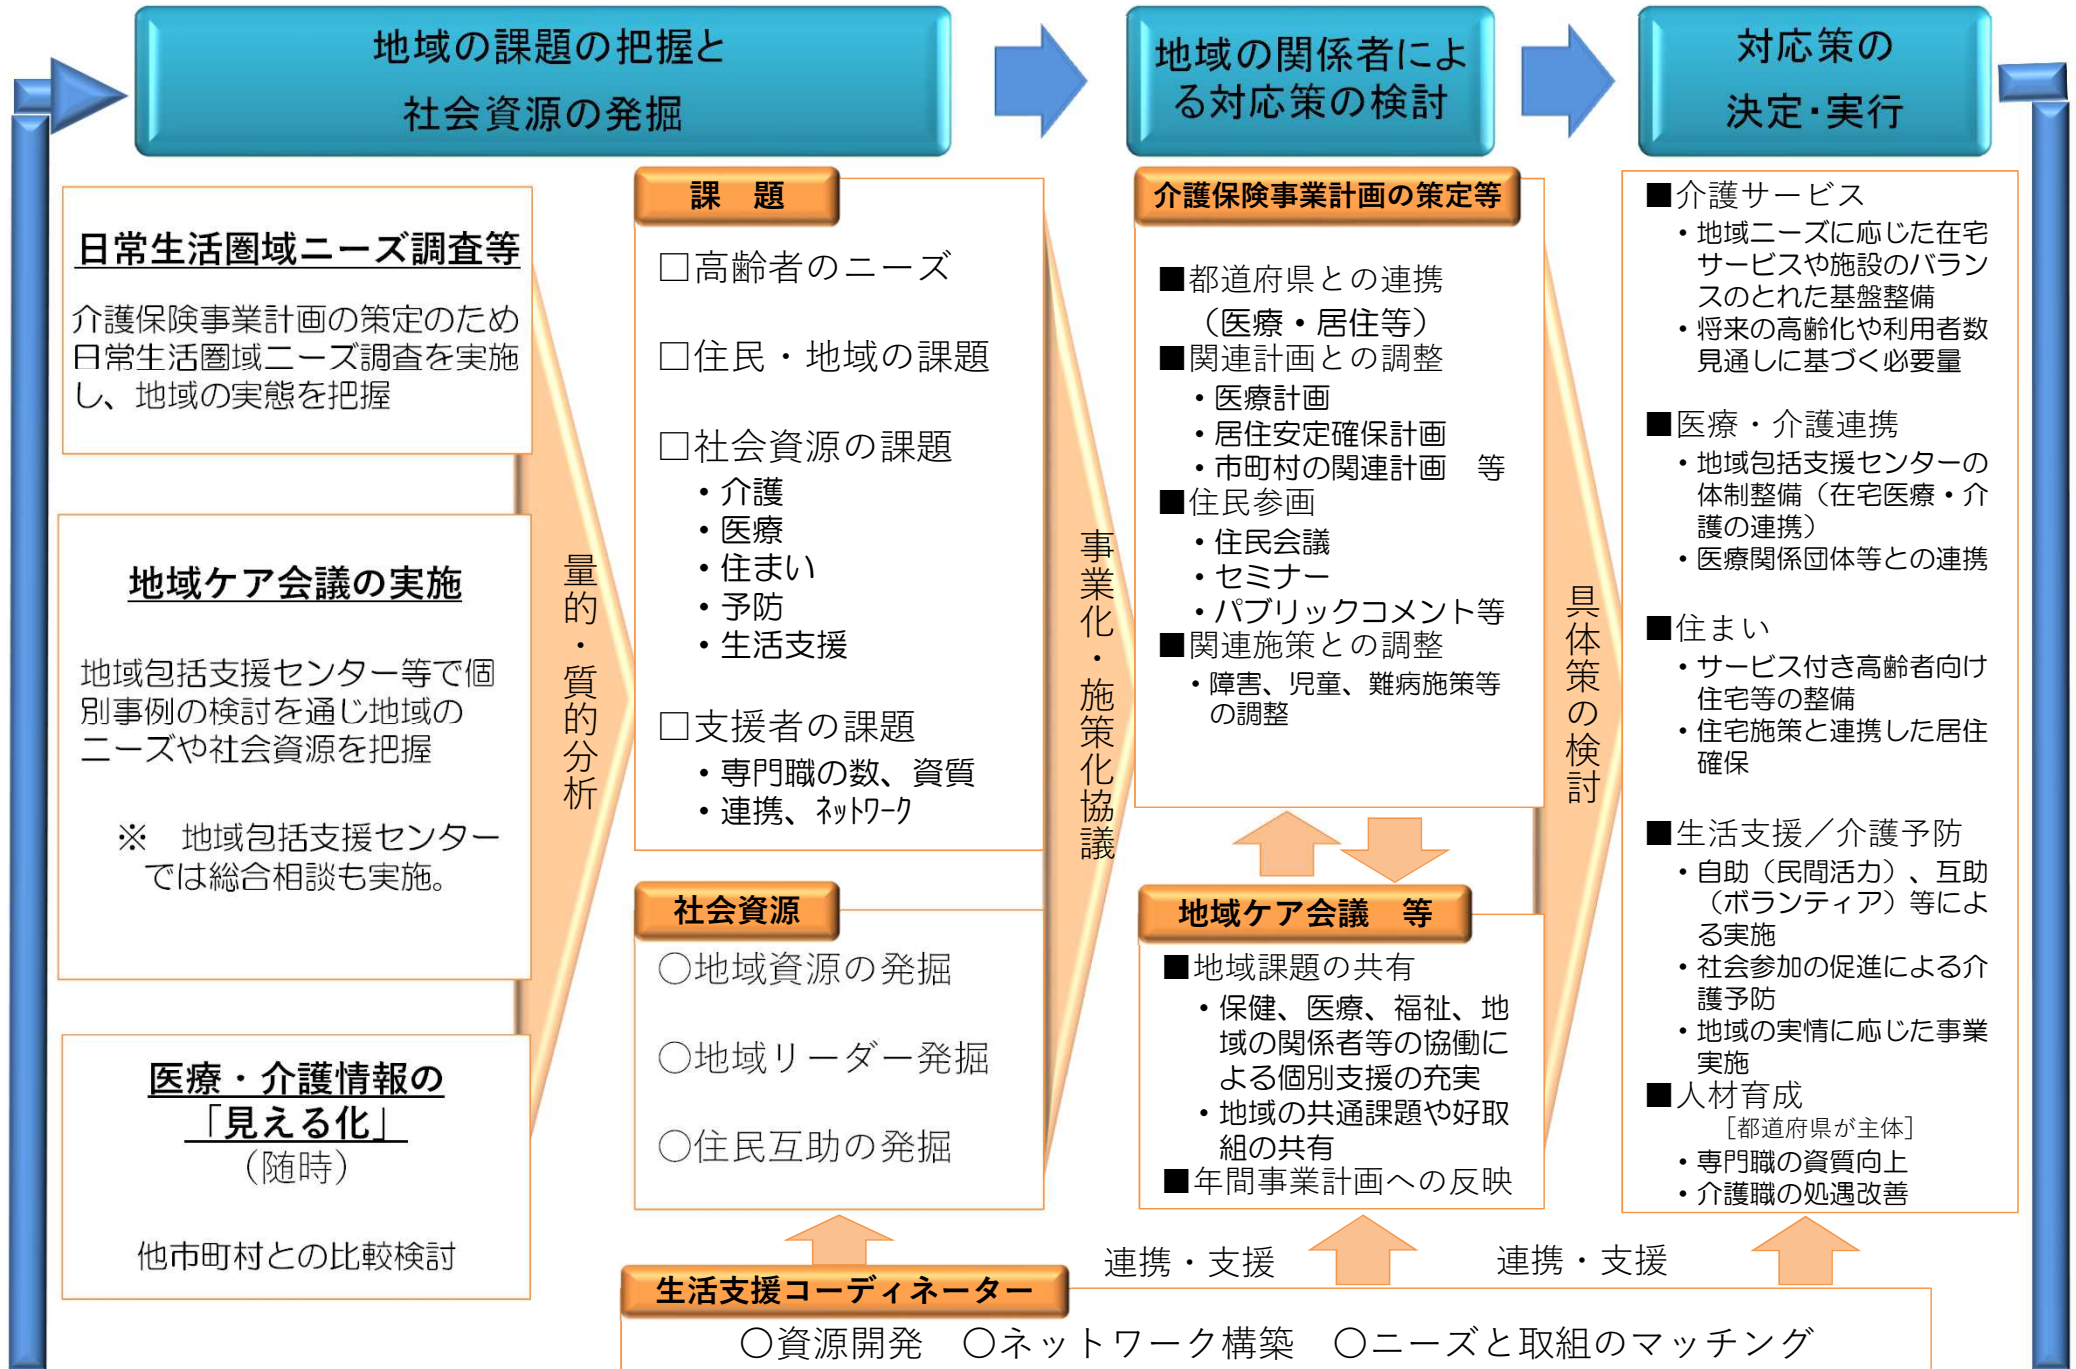 地域の課題の把握と
社会資源の発掘
地域の関係者によ
る対応策の検討
対応策の
決定・実行
日常生活圏域ニーズ調査等
介護保険事業計画の策定のため
日常生活圏域ニーズ調査を実施
し、地域の実態を把握
地域ケア会議の実施
地域包括支援センター等で個
別事例の検討を通じ地域の
ニーズや社会資源を把握
※　地域包括支援センター
では総合相談も実施。
医療・介護情報の
「見える化」
（随時）
他市町村との比較検討
量的・質的分析
課　題
□高齢者のニーズ
□住民・地域の課題
□社会資源の課題
・介護
・医療
・住まい
・予防
・生活支援
□支援者の課題
・専門職の数、資質
・連携、ﾈｯﾄﾜｰｸ
社会資源
○地域資源の発掘
○地域リーダー発掘
○住民互助の発掘
事業化・施策化協議
介護保険事業計画の策定等
■都道府県との連携
（医療・居住等）
■関連計画との調整
・医療計画
・居住安定確保計画
・市町村の関連計画　等
■住民参画
・住民会議
・セミナー
・パブリックコメント等
■関連施策との調整
・障害、児童、難病施策等
の調整
地域ケア会議　等
■地域課題の共有
・保健、医療、福祉、地
域の関係者等の協働に
よる個別支援の充実
・地域の共通課題や好取
組の共有
■年間事業計画への反映
具体策の検討
■介護サービス
・地域ニーズに応じた在宅
サービスや施設のバラン
スのとれた基盤整備
・将来の高齢化や利用者数
見通しに基づく必要量
■医療・介護連携
・地域包括支援センターの
体制整備（在宅医療・介
護の連携）
・医療関係団体等との連携
■住まい
・サービス付き高齢者向け
住宅等の整備
・住宅施策と連携した居住
確保
■生活支援／介護予防
・自助（民間活力）、互助
（ボランティア）等によ
る実施
・社会参加の促進による介
護予防
・地域の実情に応じた事業
実施
■人材育成
［都道府県が主体］
・専門職の資質向上
・介護職の処遇改善
連携・支援
連携・支援
生活支援コーディネーター
○資源開発　○ネットワーク構築　○ニーズと取組のマッチング